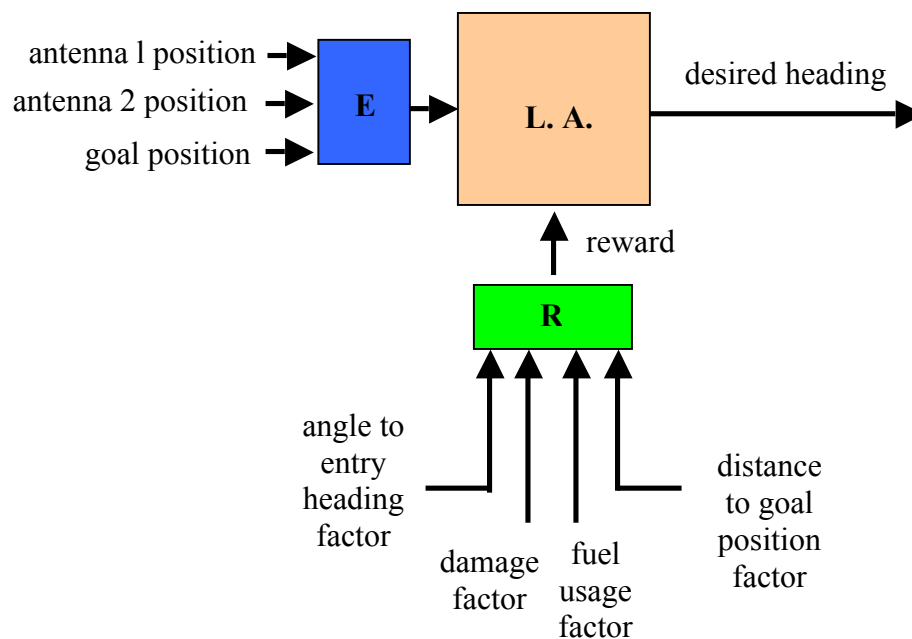 antenna 1 position
antenna 2 position
goal position
E
L. A.
desired heading
reward
R
angle to
entry
heading
factor
damage
factor
fuel
usage
factor
distance
to goal
position
factor